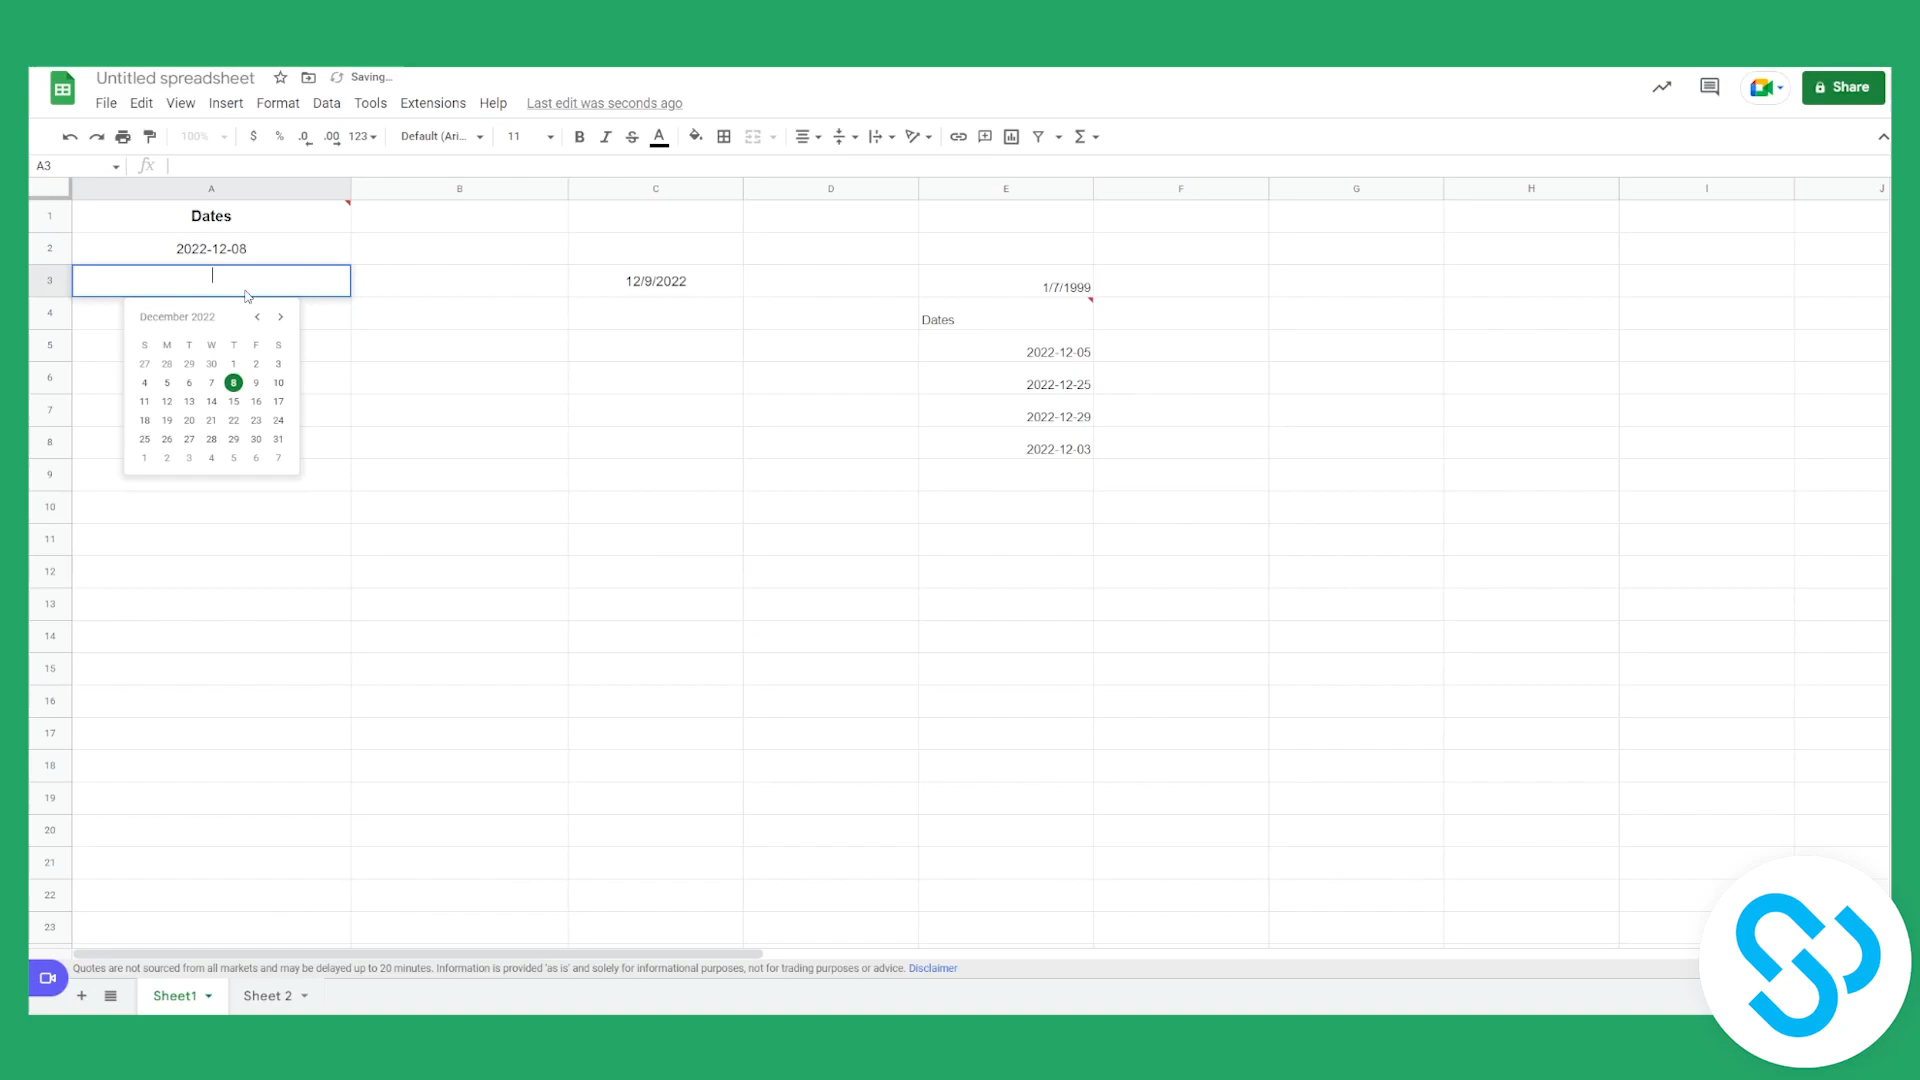 Untitled spreadsheet Saving...
File Edit View Insert Format Data Tools Extensions Help Last edit was seconds ago
Share
100% $ % .0 .00 123 Default (Ari... 11 B I S A Σ
A3 fx
A B C D E F G H I J
1 Dates
2 2022-12-08
3 12/9/2022 1/7/1999
4 Dates
5 2022-12-05
6 2022-12-25
7 2022-12-29
8 2022-12-03
9
10
11
12
13
14
15
16
17
18
19
20
21
22
23
December 2022
S M T W T F S
27 28 29 30 1 2 3
4 5 6 7 8 9 10
11 12 13 14 15 16 17
18 19 20 21 22 23 24
25 26 27 28 29 30 31
1 2 3 4 5 6 7
Quotes are not sourced from all markets and may be delayed up to 20 minutes. Information is provided 'as is' and solely for informational purposes, not for trading purposes or advice. Disclaimer
+ Sheet1 Sheet 2